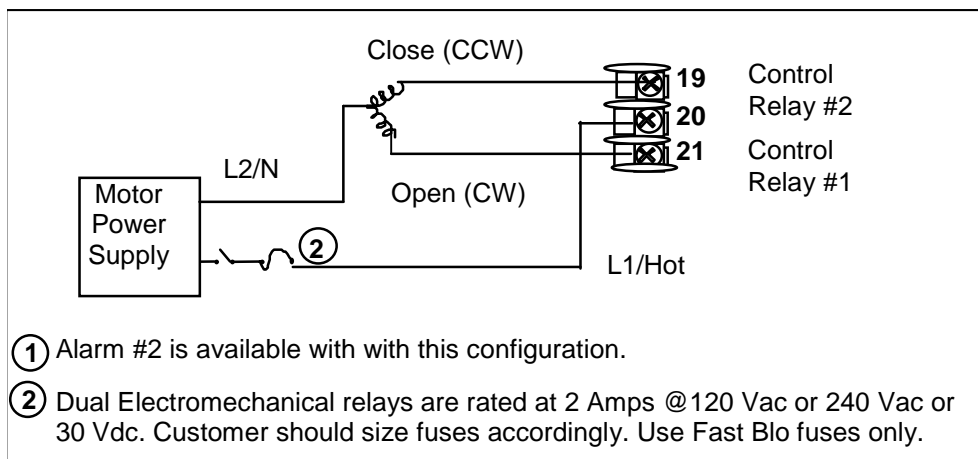 Close (CCW)
19
Control
Relay #2
20
21
Control
Relay #1
L2/N
Open (CW)
Motor
Power
Supply
2
L1/Hot
1 Alarm #2 is available with with this configuration.
2 Dual Electromechanical relays are rated at 2 Amps @120 Vac or 240 Vac or
30 Vdc. Customer should size fuses accordingly. Use Fast Blo fuses only.